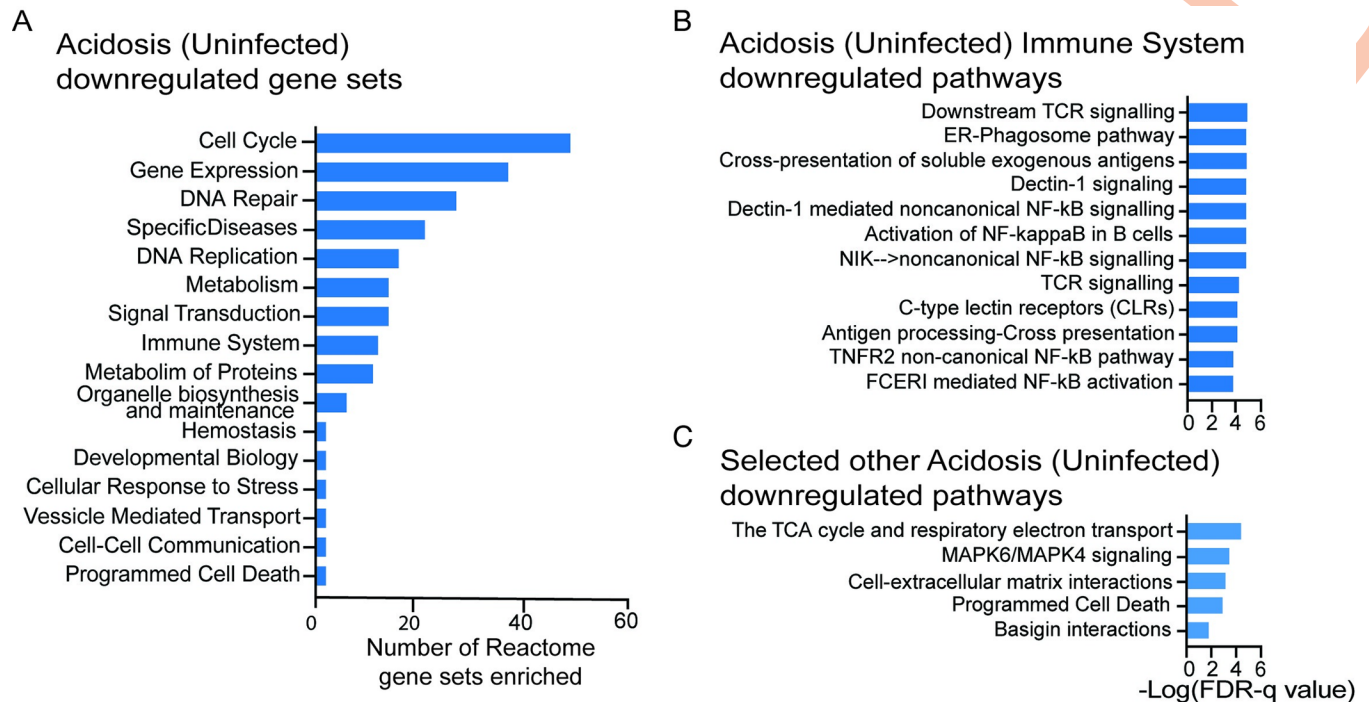 A
Acidosis (Uninfected)
downregulated gene sets
Cell Cycle
Gene Expression
DNA Repair
SpecificDiseases
DNA Replication
Metabolism
Signal Transduction
Immune System
Metabolim of Proteins
Organelle biosynthesis
and maintenance
Hemostasis
Developmental Biology
Cellular Response to Stress
Vessicle Mediated Transport
Cell-Cell Communication
Programmed Cell Death
0 20 40 60
Number of Reactome
gene sets enriched
B
Acidosis (Uninfected) Immune System
downregulated pathways
Downstream TCR signalling
ER-Phagosome pathway
Cross-presentation of soluble exogenous antigens
Dectin-1 signaling
Dectin-1 mediated noncanonical NF-kB signalling
Activation of NF-kappaB in B cells
NIK-->noncanonical NF-kB signalling
TCR signalling
C-type lectin receptors (CLRs)
Antigen processing-Cross presentation
TNFR2 non-canonical NF-kB pathway
FCERI mediated NF-kB activation
0 2 4 6
C
Selected other Acidosis (Uninfected)
downregulated pathways
The TCA cycle and respiratory electron transport
MAPK6/MAPK4 signaling
Cell-extracellular matrix interactions
Programmed Cell Death
Basigin interactions
0 2 4 6
-Log(FDR-q value)